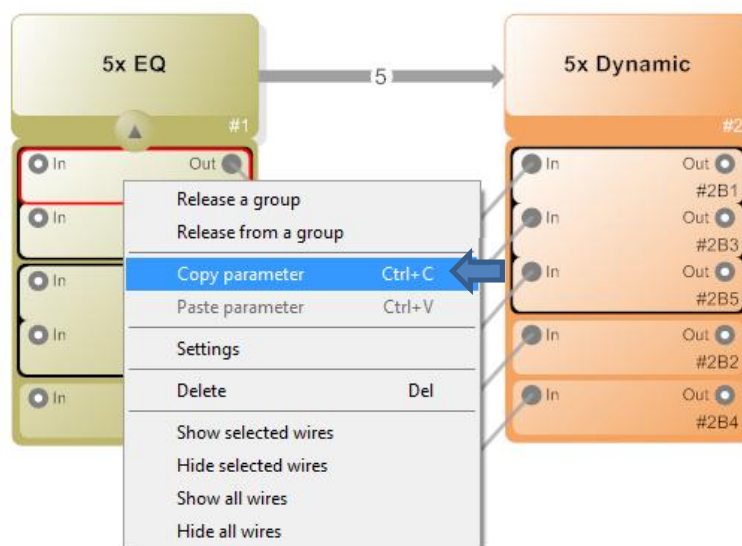 5x EQ
#1
5
5x Dynamic
#2
In Out
In
In
In
In
Release a group
Release from a group
Copy parameter Ctrl+C
Paste parameter Ctrl+V
Settings
Delete Del
Show selected wires
Hide selected wires
Show all wires
Hide all wires
In Out
#2B1
In Out
#2B3
In Out
#2B5
In Out
#2B2
In Out
#2B4